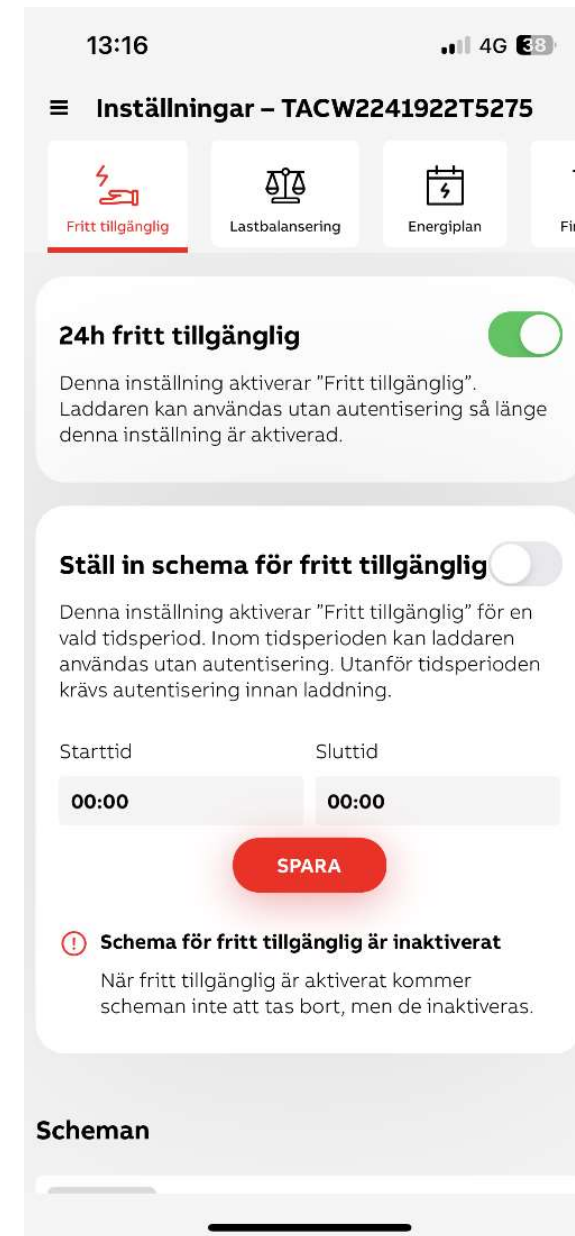 13:16 4G 38
≡ Inställningar – TACW2241922T5275
Fritt tillgänglig Lastbalansering Energiplan Fir
24h fritt tillgänglig
Denna inställning aktiverar ”Fritt tillgänglig”.
Laddaren kan användas utan autentisering så länge
denna inställning är aktiverad.
Ställ in schema för fritt tillgänglig
Denna inställning aktiverar ”Fritt tillgänglig” för en
vald tidsperiod. Inom tidsperioden kan laddaren
användas utan autentisering. Utanför tidsperioden
krävs autentisering innan laddning.
Starttid Sluttid
00:00 00:00
SPARA
Schema för fritt tillgänglig är inaktiverat
När fritt tillgänglig är aktiverat kommer
scheman inte att tas bort, men de inaktiveras.
Scheman